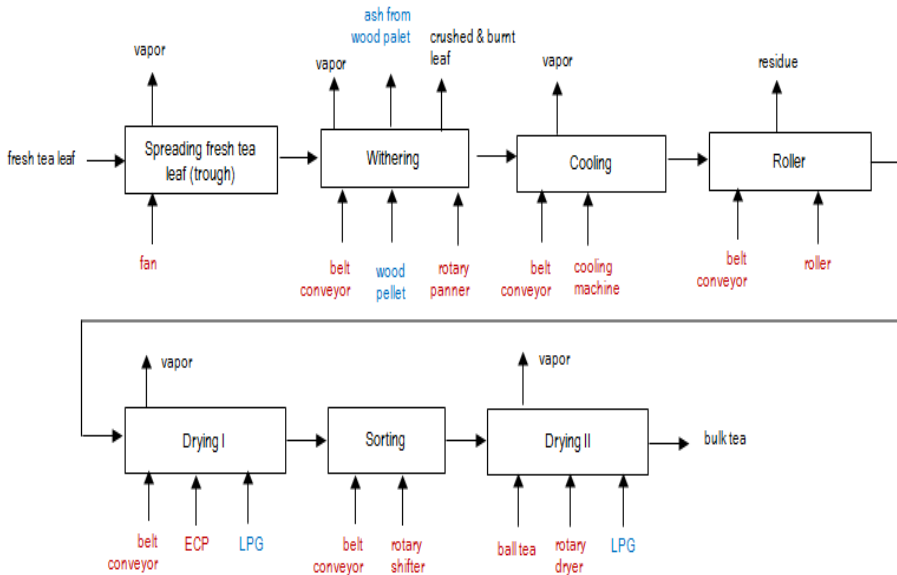 ash from
wood palet
crushed & burnt
leaf
vapor
vapor
vapor
residue
fresh tea leaf
Spreading fresh tea
leaf (trough)
Withering
Cooling
Roller
fan
belt
conveyor
wood
pellet
rotary
panner
belt
conveyor
cooling
machine
belt
conveyor
roller
vapor
vapor
Drying I
Sorting
Drying II
bulk tea
belt
conveyor
ECP
LPG
belt
conveyor
rotary
shifter
ball tea
rotary
dryer
LPG